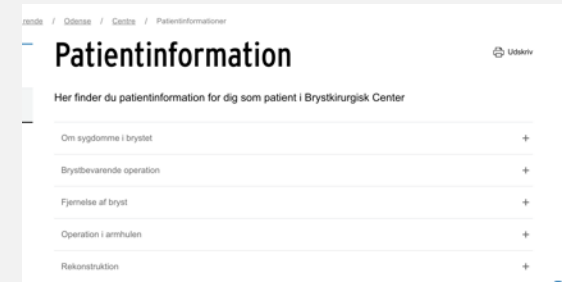 rende / Odense / Centre / Patientinformationer
Patientinformation
Udskriv
Her finder du patientinformation for dig som patient i Brystkirurgisk Center
Om sygdomme i brystet +
Brystbevarende operation +
Fjernelse af bryst +
Operation i armhulen +
Rekonstruktion +